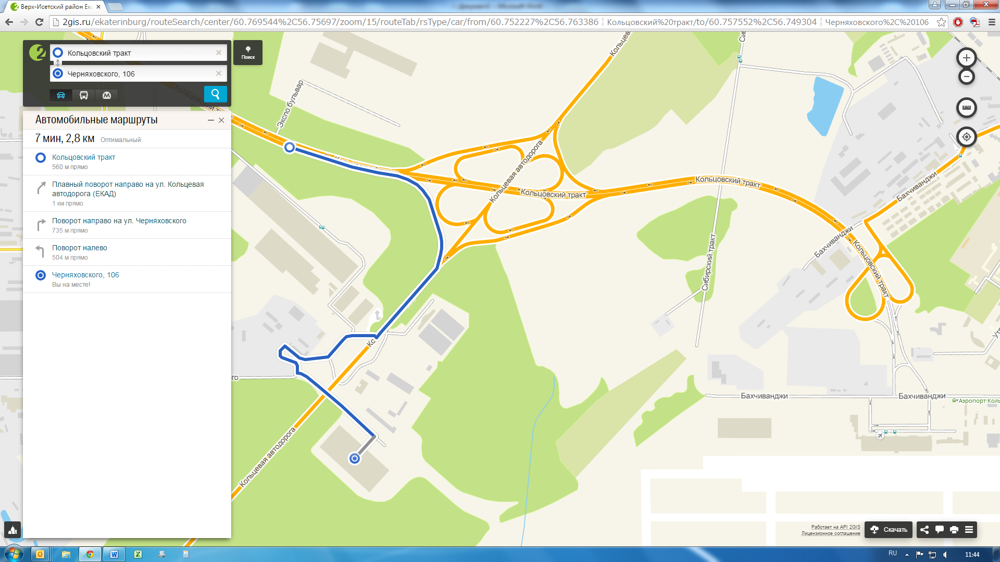 Верх-Исетский район Ека
2gis.ru/ekaterinburg/routeSearch/center/60.769544%2C56.75697/zoom/15/routeTab/rsType/car/from/60.752227%2C56.763386 ¦ Кольцовский%20тракт/to/60.757552%2C56.749304 ¦ Черняховского%2C%20106
Кольцовский тракт
Черняховского, 106
Поиск
Автомобильные маршруты
7 мин, 2,8 км Оптимальный
Кольцовский тракт
560 м прямо
Плавный поворот направо на ул. Кольцевая
автодорога (ЕКАД)
1 км прямо
Поворот направо на ул. Черняховского
735 м прямо
Поворот налево
504 м прямо
Черняховского, 106
Вы на месте!
Экспо бульвар
Кольцевая автодорога
Кольцовский тракт
Кольцовский тракт
Бахчиванджи
Бахчиванджи
Кольцовский тракт
Сибирский тракт
Бахчиванджи
Бахчиванджи
Аэропорт Коль
Кольцевая автодорога
Работает на API 2GIS
Лицензионное соглашение
Скачать
RU
11:44